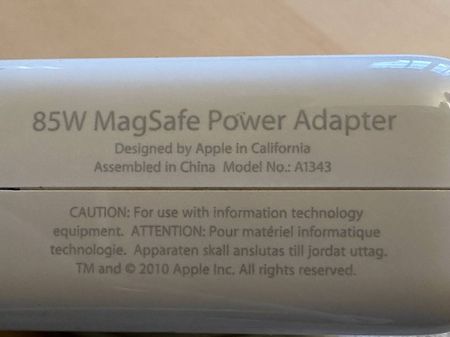 85W MagSafe Power Adapter
Designed by Apple in California
Assembled in China Model No.: A1343
CAUTION: For use with information technology
equipment. ATTENTION: Pour matériel informatique
technologie. Apparaten skall anslutas till jordat uttag.
TM and © 2010 Apple Inc. All rights reserved.